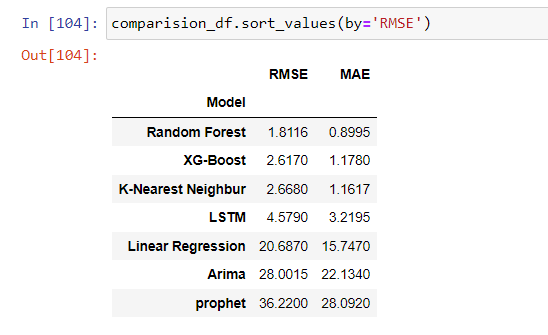 In [104]: comparision_df.sort_values(by='RMSE')
Out[104]:
RMSE MAE
Model
Random Forest 1.8116 0.8995
XG-Boost 2.6170 1.1780
K-Nearest Neighbur 2.6680 1.1617
LSTM 4.5790 3.2195
Linear Regression 20.6870 15.7470
Arima 28.0015 22.1340
prophet 36.2200 28.0920